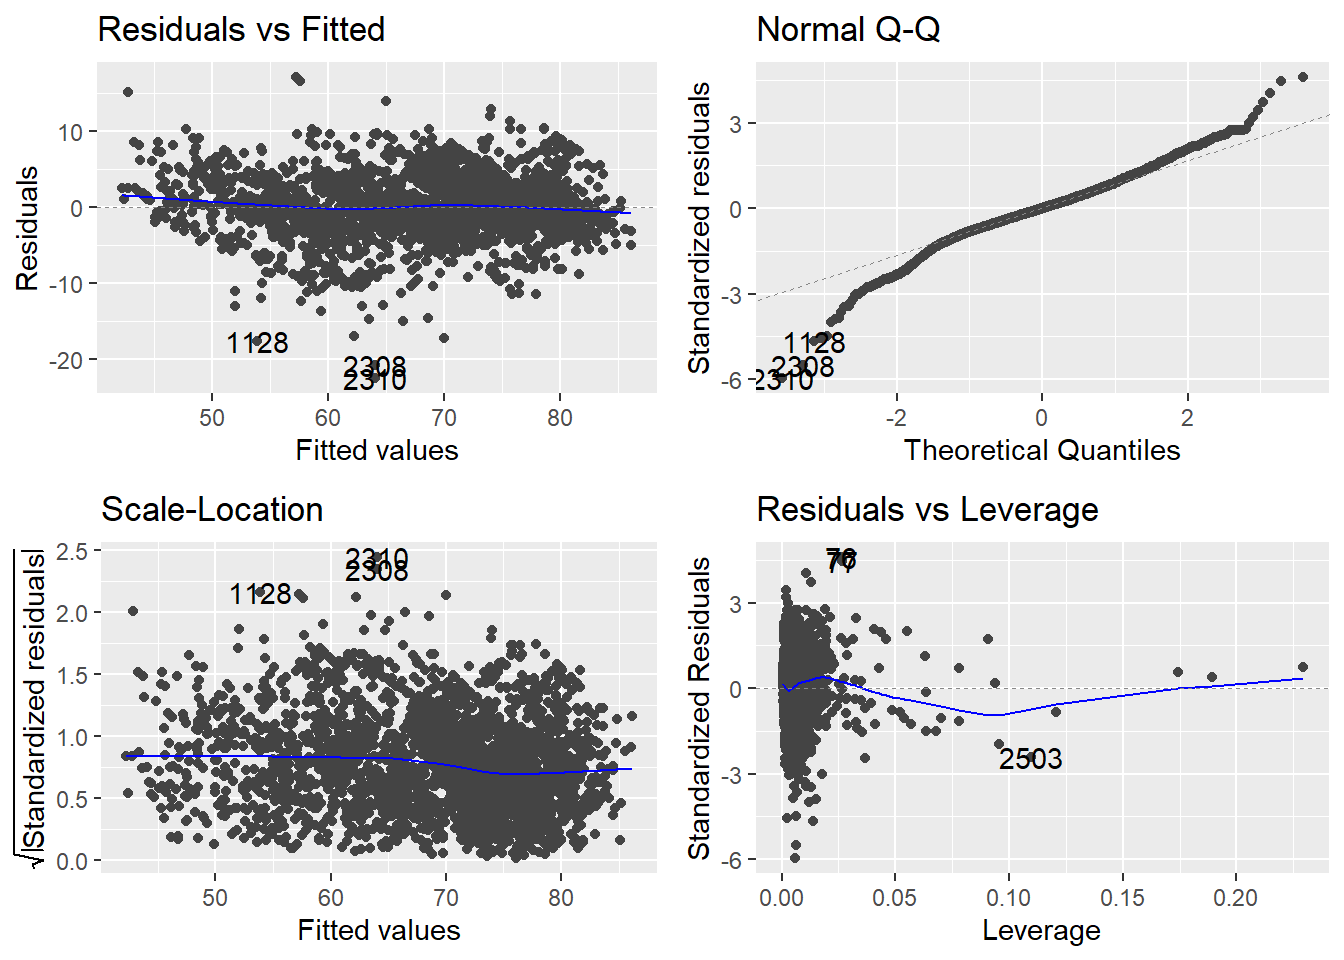 Residuals vs Fitted
Residuals
10
0
-10
-20
1128
2308
2310
50 60 70 80
Fitted values
Normal Q-Q
Standardized residuals
3
0
-3
-6
1128
2308
2310
-2 0 2
Theoretical Quantiles
Scale-Location
√|Standardized residuals|
2.5
2.0
1.5
1.0
0.5
0.0
2310
2308
1128
50 60 70 80
Fitted values
Residuals vs Leverage
Standardized Residuals
3
0
-3
-6
76
77
2503
0.00 0.05 0.10 0.15 0.20
Leverage